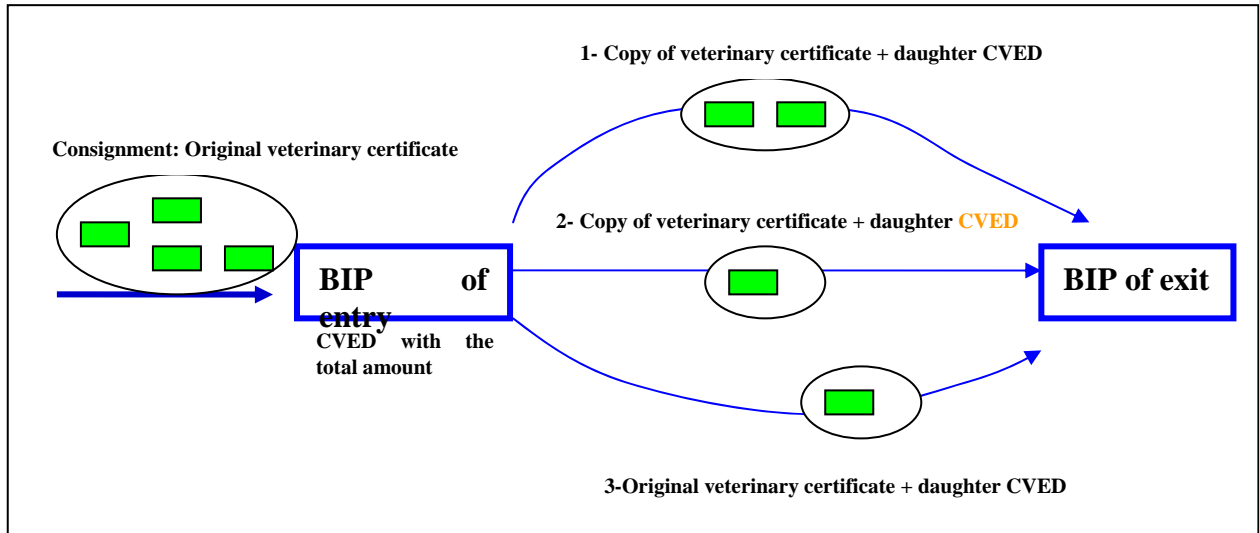 1- Copy of veterinary certificate + daughter CVED
Consignment: Original veterinary certificate
2- Copy of veterinary certificate + daughter CVED
BIP of
entry
CVED with the
total amount
BIP of exit
3-Original veterinary certificate + daughter CVED